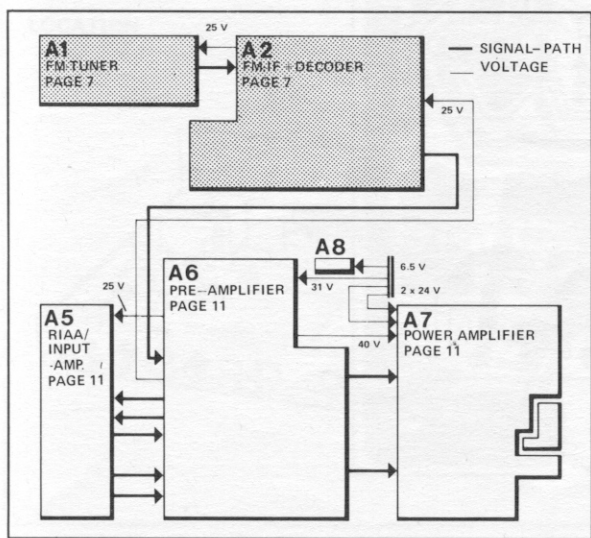 25 V
A1
FM-TUNER
PAGE 7
A2
FM-IF + DECODER
PAGE 7
SIGNAL-PATH
VOLTAGE
25 V
A8
6.5 V
31 V
2 x 24 V
A6
PRE-AMPLIFIER
PAGE 11
25 V
A5
RIAA/
INPUT
-AMP.
PAGE 11
A7
POWER AMPLIFIER
PAGE 11
40 V